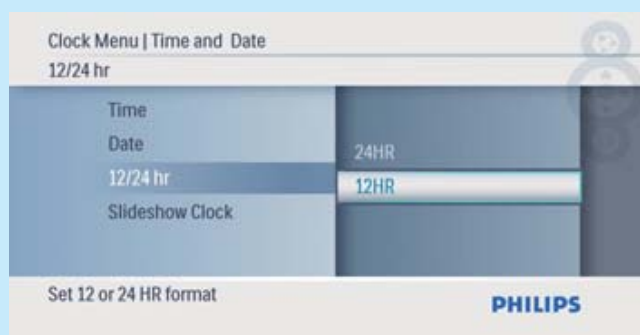 Clock Menu | Time and Date
12/24 hr
Time
Date
12/24 hr
Slideshow Clock
24HR
12HR
Set 12 or 24 HR format
PHILIPS